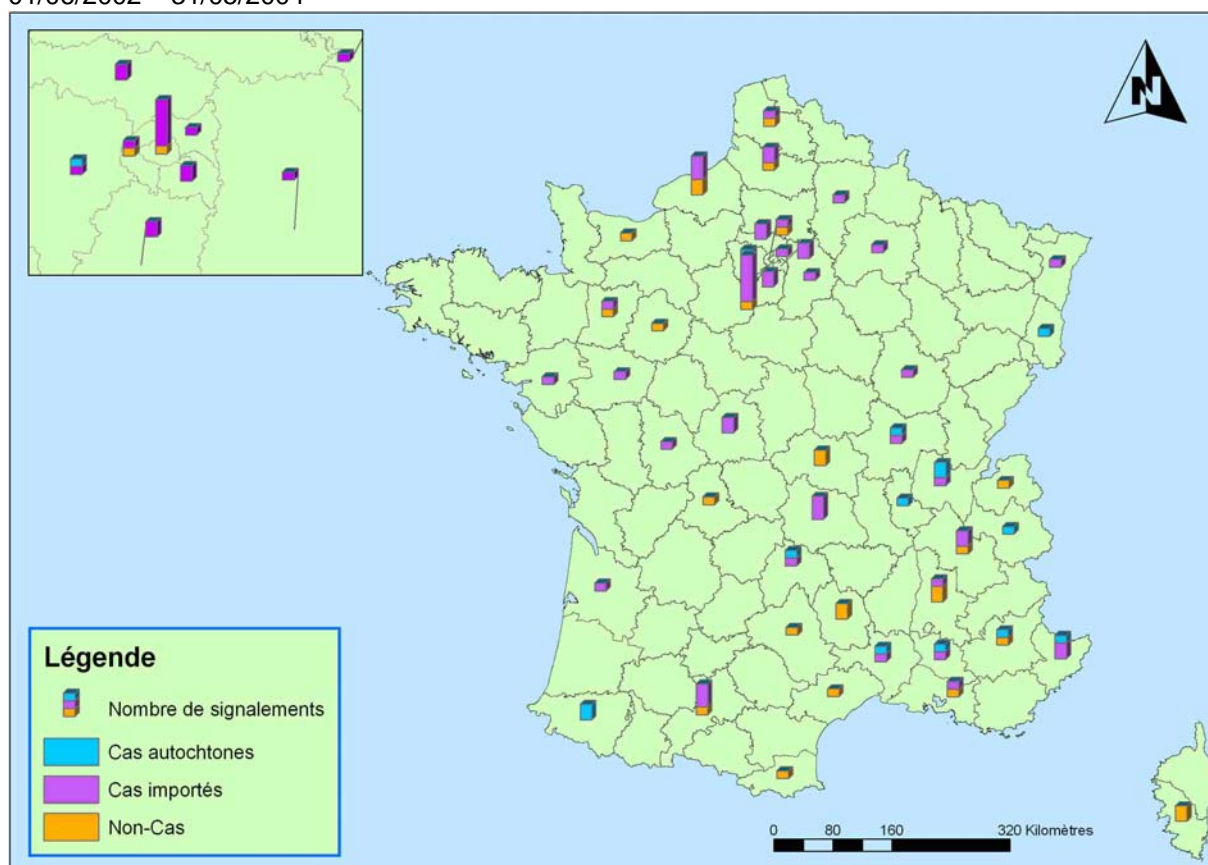 N
Légende
Nombre de signalements
Cas autochtones
Cas importés
Non-Cas
0 80 160 320 Kilomètres